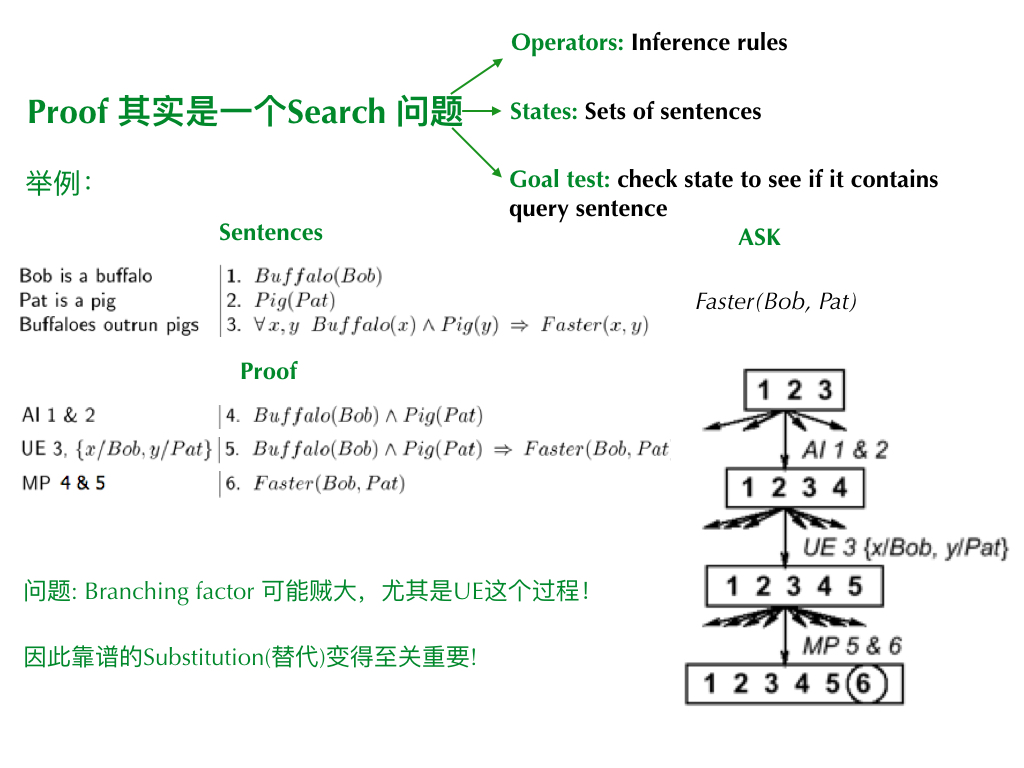 Operators: Inference rules
Proof 其实是一个Search 问题
States: Sets of sentences
Goal test: check state to see if it contains
query sentence
举例：
Sentences
ASK
Bob is a buffalo 1. Buffalo(Bob)
Pat is a pig 2. Pig(Pat)
Buffaloes outrun pigs 3. ∀x,y Buffalo(x) ∧ Pig(y) ⇒ Faster(x,y)
Faster(Bob, Pat)
Proof
AI 1 & 2 4. Buffalo(Bob) ∧ Pig(Pat)
UE 3, {x/Bob, y/Pat} 5. Buffalo(Bob) ∧ Pig(Pat) ⇒ Faster(Bob, Pat
MP 4 & 5 6. Faster(Bob, Pat)
1 2 3
AI 1 & 2
1 2 3 4
UE 3 {x/Bob, y/Pat}
1 2 3 4 5
MP 5 & 6
1 2 3 4 5 6
问题: Branching factor 可能贼大，尤其是UE这个过程！
因此靠谱的Substitution(替代)变得至关重要!